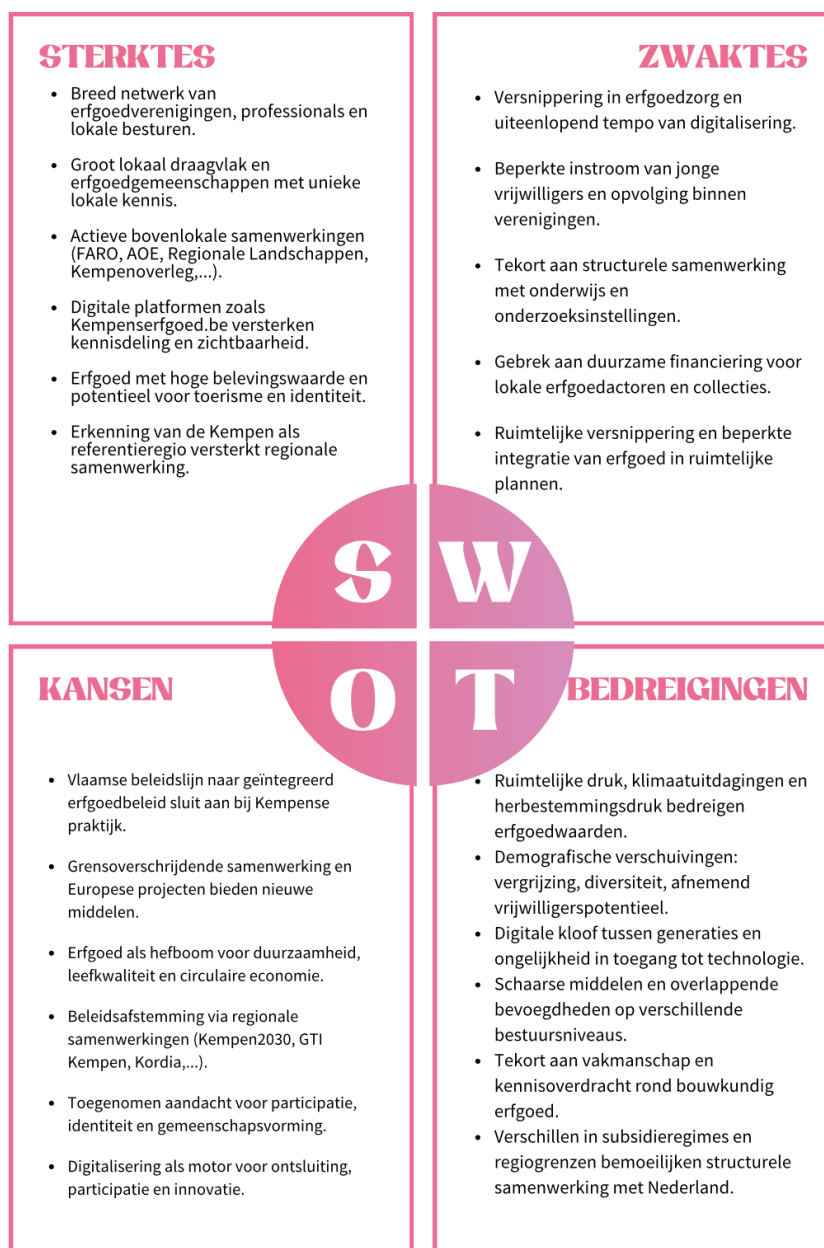 STERKTES
• Breed netwerk van
erfgoedverenigingen, professionals en
lokale besturen.
• Groot lokaal draagvlak en
erfgoedgemeenschappen met unieke
lokale kennis.
• Actieve bovenlokale samenwerkingen
(FARO, AOE, Regionale Landschappen,
Kempenoverleg,...).
• Digitale platformen zoals
Kempenserfgoed.be versterken
kennisdeling en zichtbaarheid.
• Erfgoed met hoge belevingswaarde en
potentieel voor toerisme en identiteit.
• Erkenning van de Kempen als
referentieregio versterkt regionale
samenwerking.
ZWAKTES
• Versnippering in erfgoedzorg en
uiteenlopend tempo van digitalisering.
• Beperkte instroom van jonge
vrijwilligers en opvolging binnen
verenigingen.
• Tekort aan structurele samenwerking
met onderwijs en
onderzoeksinstellingen.
• Gebrek aan duurzame financiering voor
lokale erfgoedactoren en collecties.
• Ruimtelijke versnippering en beperkte
integratie van erfgoed in ruimtelijke
plannen.
S W
O T
KANSEN
• Vlaamse beleidslijn naar geïntegreerd
erfgoedbeleid sluit aan bij Kempense
praktijk.
• Grensoverschrijdende samenwerking en
Europese projecten bieden nieuwe
middelen.
• Erfgoed als hefboom voor duurzaamheid,
leefkwaliteit en circulaire economie.
• Beleidsafstemming via regionale
samenwerkingen (Kempen2030, GTI
Kempen, Kordia,...).
• Toegenomen aandacht voor participatie,
identiteit en gemeenschapsvorming.
• Digitalisering als motor voor ontsluiting,
participatie en innovatie.
BEDREIGINGEN
• Ruimtelijke druk, klimaatuitdagingen en
herbestemmingsdruk bedreigen
erfgoedwaarden.
• Demografische verschuivingen:
vergrijzing, diversiteit, afnemend
vrijwilligerspotentieel.
• Digitale kloof tussen generaties en
ongelijkheid in toegang tot technologie.
• Schaarse middelen en overlappende
bevoegdheden op verschillende
bestuursniveaus.
• Tekort aan vakmanschap en
kennisoverdracht rond bouwkundig
erfgoed.
• Verschillen in subsidieregimes en
regiogrenzen bemoeilijken structurele
samenwerking met Nederland.